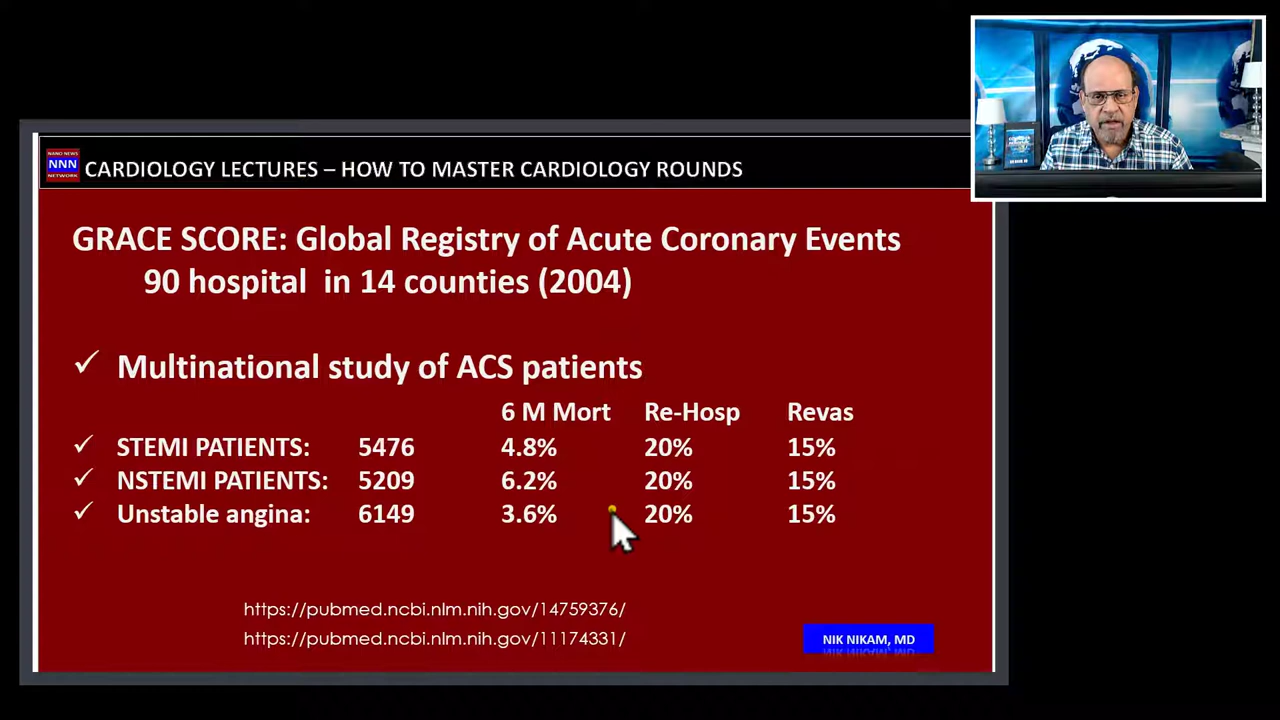 NANO NEWS
NNN
NETWORK
CARDIOLOGY LECTURES – HOW TO MASTER CARDIOLOGY ROUNDS
GRACE SCORE: Global Registry of Acute Coronary Events
90 hospital in 14 counties (2004)
✓ Multinational study of ACS patients
6 M Mort Re-Hosp Revas
✓ STEMI PATIENTS: 5476 4.8% 20% 15%
✓ NSTEMI PATIENTS: 5209 6.2% 20% 15%
✓ Unstable angina: 6149 3.6% 20% 15%
https://pubmed.ncbi.nlm.nih.gov/14759376/
https://pubmed.ncbi.nlm.nih.gov/11174331/
NIK NIKAM, MD